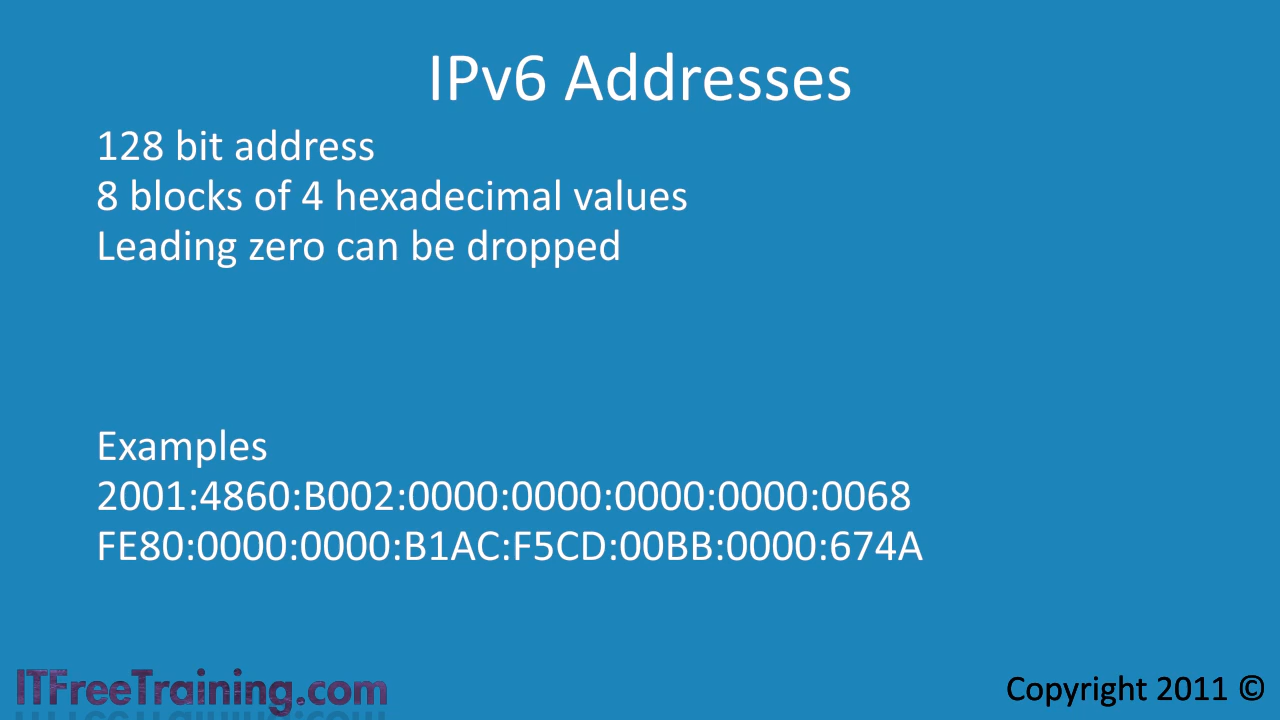 IPv6 Addresses
128 bit address
8 blocks of 4 hexadecimal values
Leading zero can be dropped
Examples
2001:4860:B002:0000:0000:0000:0000:0068
FE80:0000:0000:B1AC:F5CD:00BB:0000:674A
ITFreeTraining.com
Copyright 2011 ©